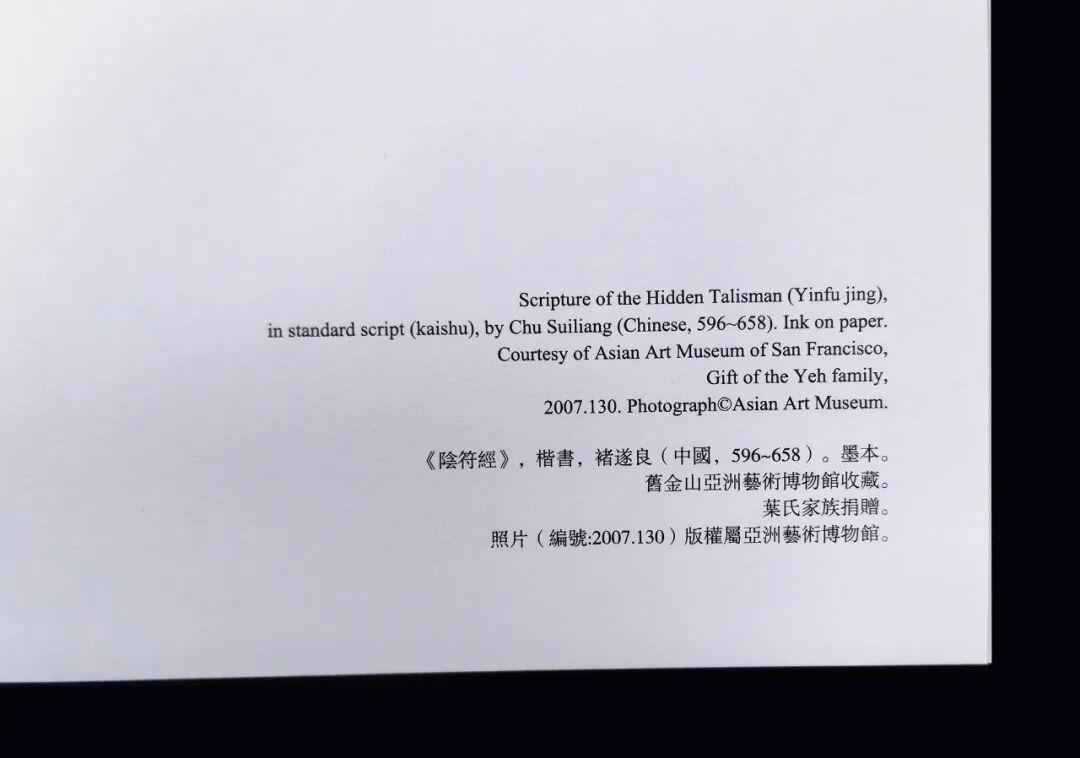 Scripture of the Hidden Talisman (Yinfu jing),
in standard script (kaishu), by Chu Suiliang (Chinese, 596~658). Ink on paper.
Courtesy of Asian Art Museum of San Francisco,
Gift of the Yeh family,
2007.130. Photograph©Asian Art Museum.
《陰符經》，楷書，褚遂良（中國，596~658）。墨本。
舊金山亞洲藝術博物館收藏。
葉氏家族捐贈。
照片（編號:2007.130）版權屬亞洲藝術博物館。